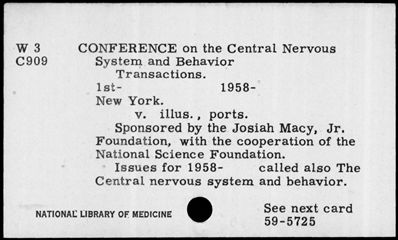 W 3 CONFERENCE on the Central Nervous
C909 System and Behavior
Transactions.
1st- 1958-
New York.
v. illus., ports.
Sponsored by the Josiah Macy, Jr.
Foundation, with the cooperation of the
National Science Foundation.
Issues for 1958- called also The
Central nervous system and behavior.
See next card
NATIONAL LIBRARY OF MEDICINE 59-5725